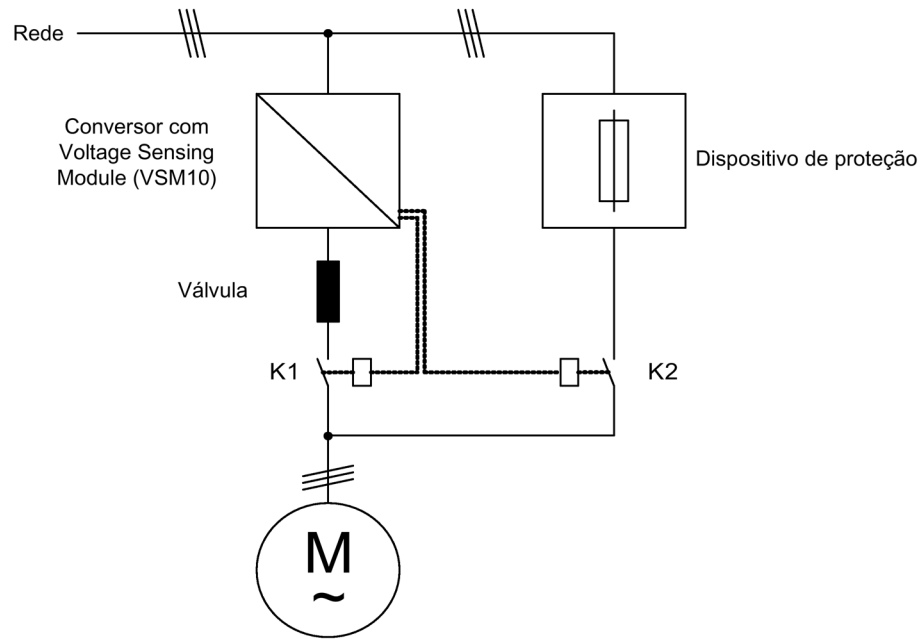 Rede
Conversor com
Voltage Sensing
Module (VSM10)
Dispositivo de proteção
Válvula
K1
K2
M
~